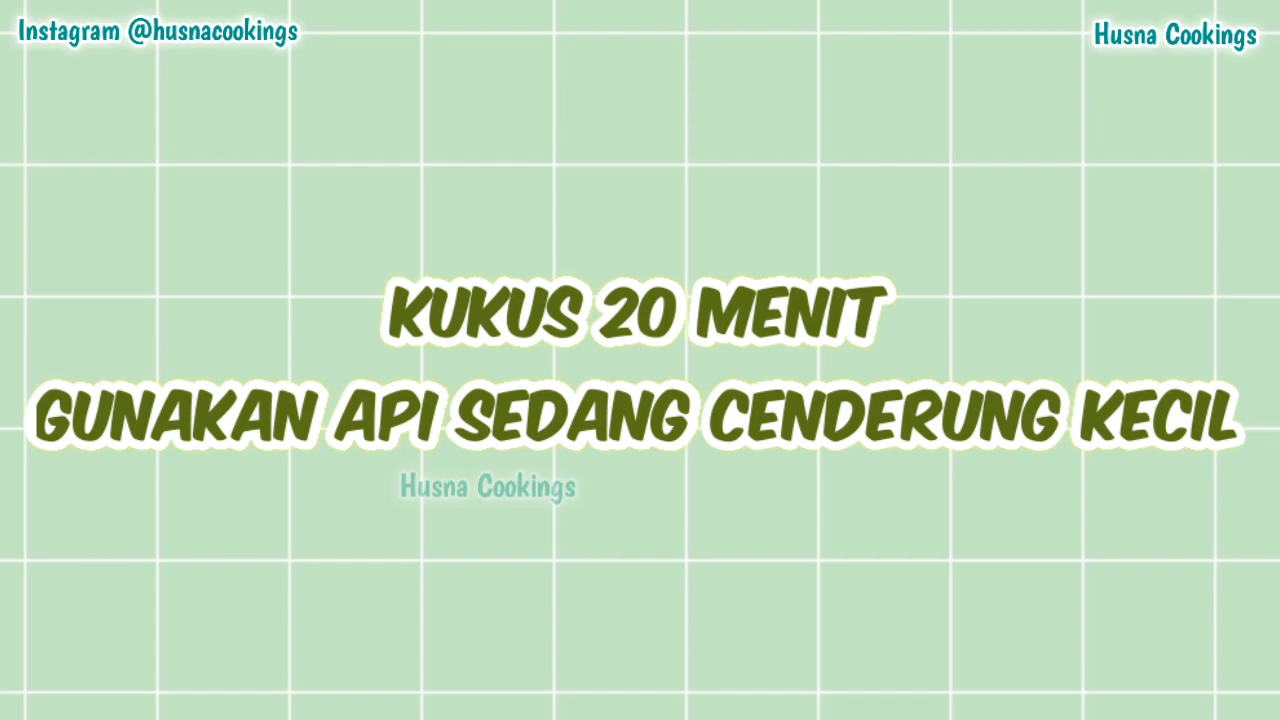 Instagram @husnacookings
Husna Cookings
KUKUS 20 MENIT
GUNAKAN API SEDANG CENDERUNG KECIL
Husna Cookings